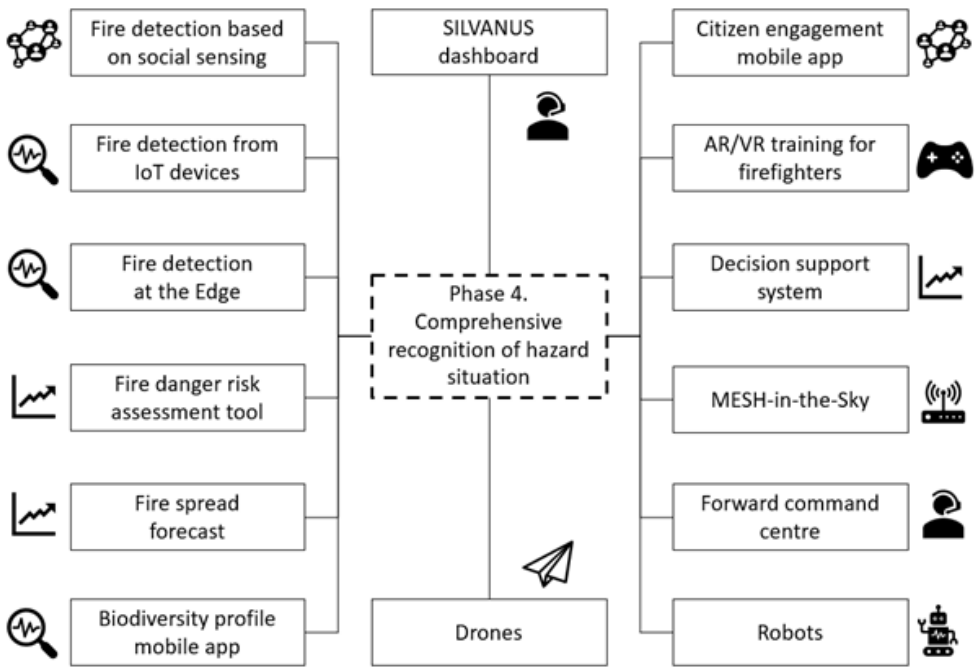 Fire detection based
on social sensing
Fire detection from
IoT devices
Fire detection
at the Edge
Fire danger risk
assessment tool
Fire spread
forecast
Biodiversity profile
mobile app
SILVANUS
dashboard
Phase 4.
Comprehensive
recognition of hazard
situation
Drones
Citizen engagement
mobile app
AR/VR training for
firefighters
Decision support
system
MESH-in-the-Sky
Forward command
centre
Robots